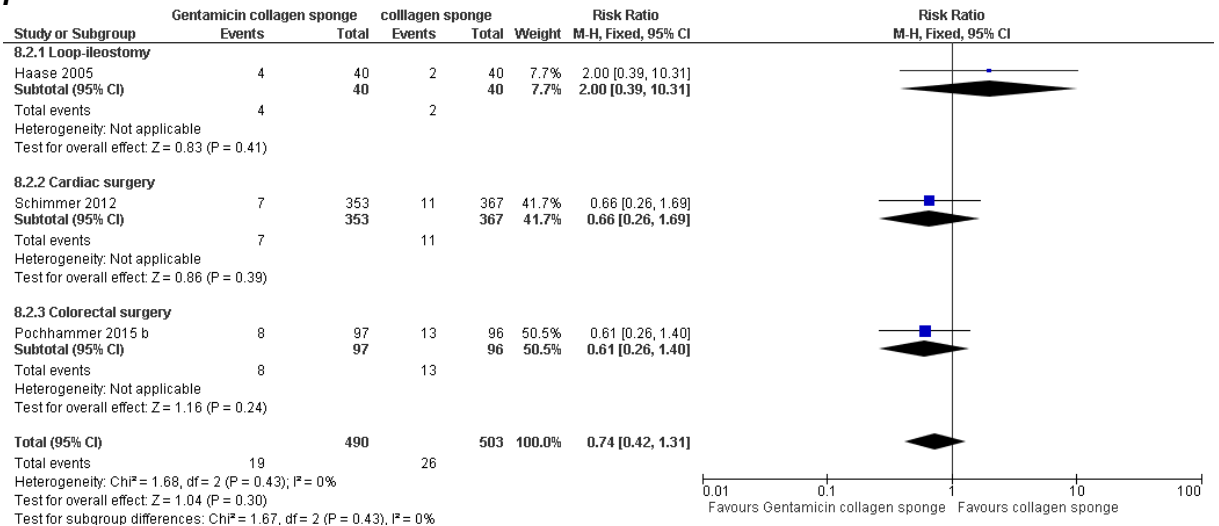 Gentamicin collagen sponge colllagen sponge Risk Ratio Risk Ratio
Study or Subgroup Events Total Events Total Weight M-H, Fixed, 95% CI M-H, Fixed, 95% CI
8.2.1 Loop-ileostomy
Haase 2005 4 40 2 40 7.7% 2.00 [0.39, 10.31]
Subtotal (95% CI) 40 40 7.7% 2.00 [0.39, 10.31]
Total events 4 2
Heterogeneity: Not applicable
Test for overall effect: Z = 0.83 (P = 0.41)
8.2.2 Cardiac surgery
Schimmer 2012 7 353 11 367 41.7% 0.66 [0.26, 1.69]
Subtotal (95% CI) 353 367 41.7% 0.66 [0.26, 1.69]
Total events 7 11
Heterogeneity: Not applicable
Test for overall effect: Z = 0.86 (P = 0.39)
8.2.3 Colorectal surgery
Pochhammer 2015 b 8 97 13 96 50.5% 0.61 [0.26, 1.40]
Subtotal (95% CI) 97 96 50.5% 0.61 [0.26, 1.40]
Total events 8 13
Heterogeneity: Not applicable
Test for overall effect: Z = 1.16 (P = 0.24)
Total (95% CI) 490 503 100.0% 0.74 [0.42, 1.31]
Total events 19 26
Heterogeneity: Chi² = 1.68, df = 2 (P = 0.43); I² = 0%
Test for overall effect: Z = 1.04 (P = 0.30)
Test for subgroup differences: Chi² = 1.67, df = 2 (P = 0.43), I² = 0%
0.01 0.1 1 10 100
Favours Gentamicin collagen sponge Favours collagen sponge